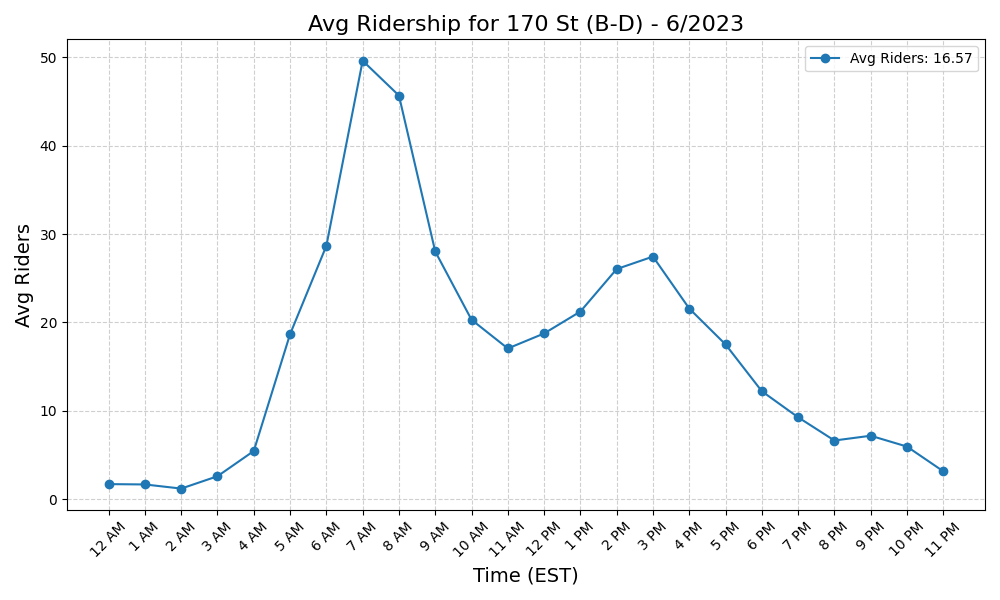 Avg Ridership for 170 St (B-D) - 6/2023
Avg Riders: 16.57
Avg Riders
50
40
30
20
10
0
12 AM
1 AM
2 AM
3 AM
4 AM
5 AM
6 AM
7 AM
8 AM
9 AM
10 AM
11 AM
12 PM
1 PM
2 PM
3 PM
4 PM
5 PM
6 PM
7 PM
8 PM
9 PM
10 PM
11 PM
Time (EST)